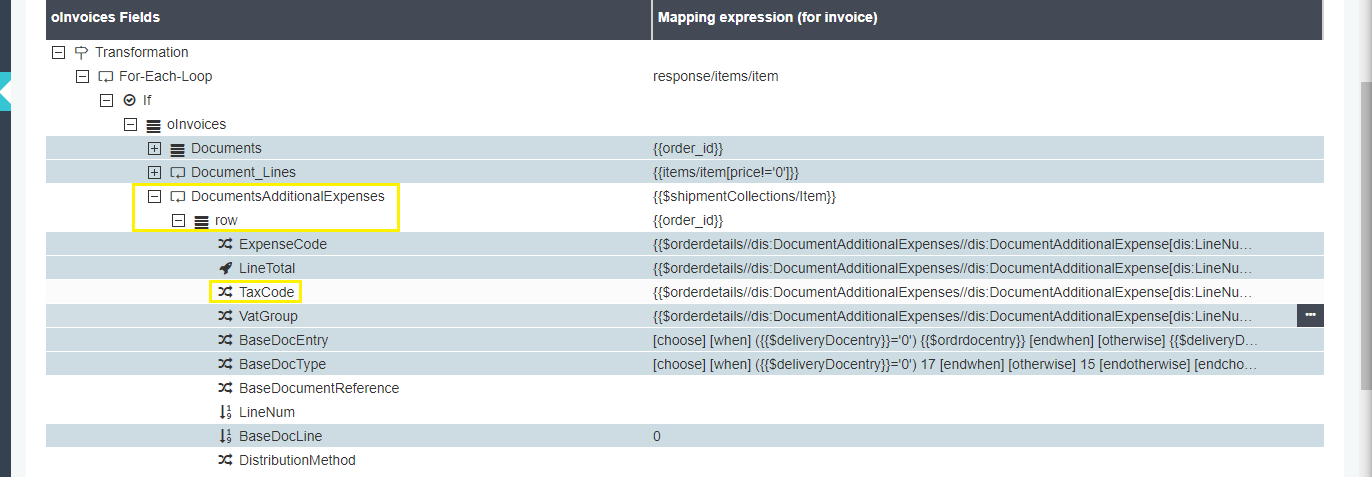 oInvoices Fields Mapping expression (for invoice)
Transformation
For-Each-Loop response/items/item
If
oInvoices
Documents {{order_id}}
Document_Lines {{items/item[price!='0']}}
DocumentsAdditionalExpenses {{$shipmentCollections/Item}}
row {{order_id}}
ExpenseCode {{$orderdetails//dis:DocumentAdditionalExpenses//dis:DocumentAdditionalExpense[dis:LineNu…
LineTotal {{$orderdetails//dis:DocumentAdditionalExpenses//dis:DocumentAdditionalExpense[dis:LineNu…
TaxCode {{$orderdetails//dis:DocumentAdditionalExpenses//dis:DocumentAdditionalExpense[dis:LineNu…
VatGroup {{$orderdetails//dis:DocumentAdditionalExpenses//dis:DocumentAdditionalExpense[dis:LineNu…
BaseDocEntry [choose] [when] ({{$deliveryDocentry}}='0') {{$ordrdocentry}} [endwhen] [otherwise] {{$deliveryD…
BaseDocType [choose] [when] ({{$deliveryDocentry}}='0') 17 [endwhen] [otherwise] 15 [endotherwise] [endcho…
BaseDocumentReference
LineNum
BaseDocLine 0
DistributionMethod